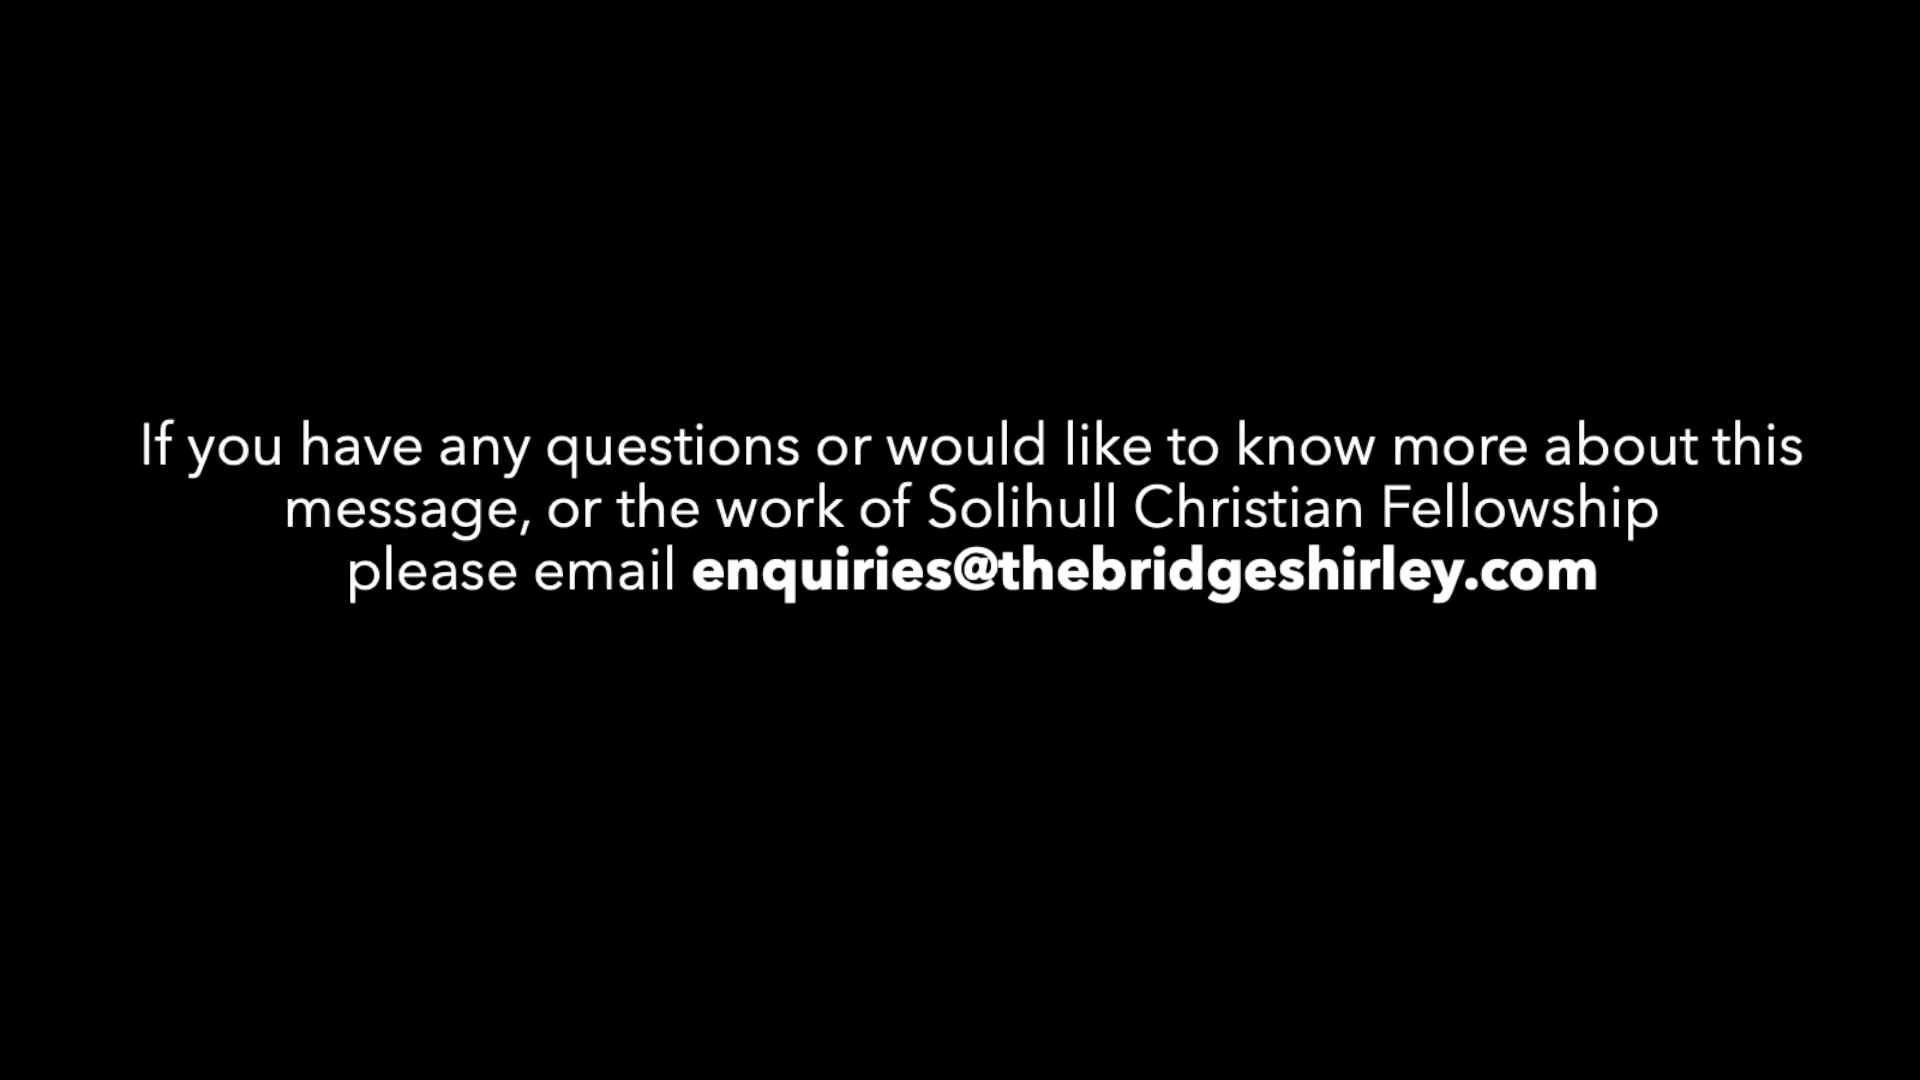 If you have any questions or would like to know more about this
message, or the work of Solihull Christian Fellowship
please email enquiries@thebridgeshirley.com